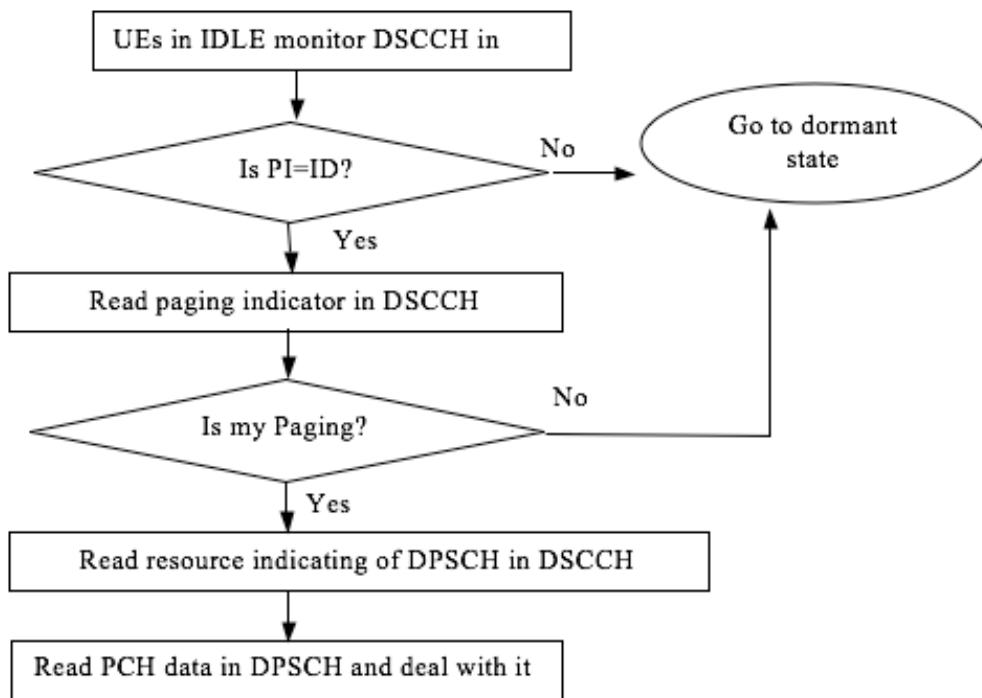 UEs in IDLE monitor DSCCH in
Is PI=ID?
No
Go to dormant
state
Yes
Read paging indicator in DSCCH
Is my Paging?
No
Yes
Read resource indicating of DPSCH in DSCCH
Read PCH data in DPSCH and deal with it